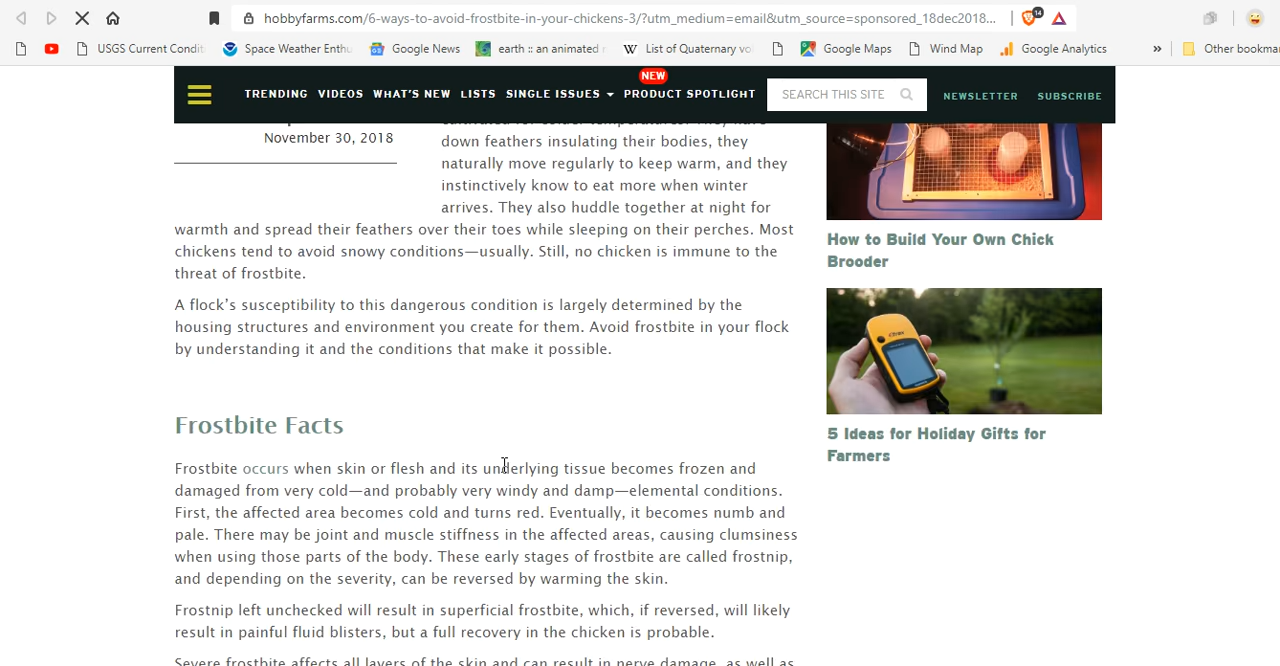 hobbyfarms.com/6-ways-to-avoid-frostbite-in-your-chickens-3/?utm_medium=email&utm_source=sponsored_18dec2018...
14
USGS Current Condit
Space Weather Enthu
Google News
earth :: an animated
List of Quaternary vo
Google Maps
Wind Map
Google Analytics
»
Other bookma
NEW
TRENDING VIDEOS WHAT'S NEW LISTS SINGLE ISSUES PRODUCT SPOTLIGHT
SEARCH THIS SITE
NEWSLETTER SUBSCRIBE
November 30, 2018
down feathers insulating their bodies, they
naturally move regularly to keep warm, and they
instinctively know to eat more when winter
arrives. They also huddle together at night for
warmth and spread their feathers over their toes while sleeping on their perches. Most
chickens tend to avoid snowy conditions—usually. Still, no chicken is immune to the
threat of frostbite.
A flock's susceptibility to this dangerous condition is largely determined by the
housing structures and environment you create for them. Avoid frostbite in your flock
by understanding it and the conditions that make it possible.
Frostbite Facts
Frostbite occurs when skin or flesh and its underlying tissue becomes frozen and
damaged from very cold—and probably very windy and damp—elemental conditions.
First, the affected area becomes cold and turns red. Eventually, it becomes numb and
pale. There may be joint and muscle stiffness in the affected areas, causing clumsiness
when using those parts of the body. These early stages of frostbite are called frostnip,
and depending on the severity, can be reversed by warming the skin.
Frostnip left unchecked will result in superficial frostbite, which, if reversed, will likely
result in painful fluid blisters, but a full recovery in the chicken is probable.
Severe frostbite affects all layers of the skin and can result in nerve damage, as well as
How to Build Your Own Chick
Brooder
5 Ideas for Holiday Gifts for
Farmers